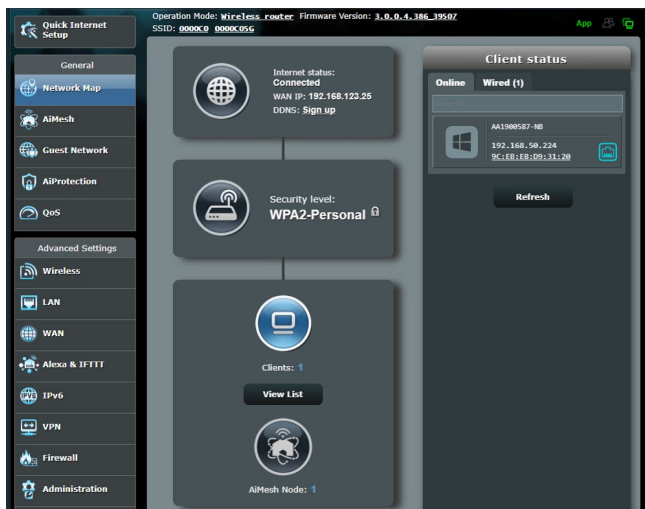 Quick Internet
Setup
Operation Mode: Wireless router Firmware Version: 3.0.0.4.386_39507
SSID: 0000C0 0000C05G
App
General
Network Map
AiMesh
Guest Network
AiProtection
QoS
Advanced Settings
Wireless
LAN
WAN
Alexa & IFTTT
IPv6
VPN
Firewall
Administration
Internet status:
Connected
WAN IP: 192.168.123.25
DDNS: Sign up
Security level:
WPA2-Personal
Clients: 1
View List
AiMesh Node: 1
Client status
Online Wired (1)
AA1900587-NB
192.168.50.224
9C:EB:E8:D9:31:20
Refresh